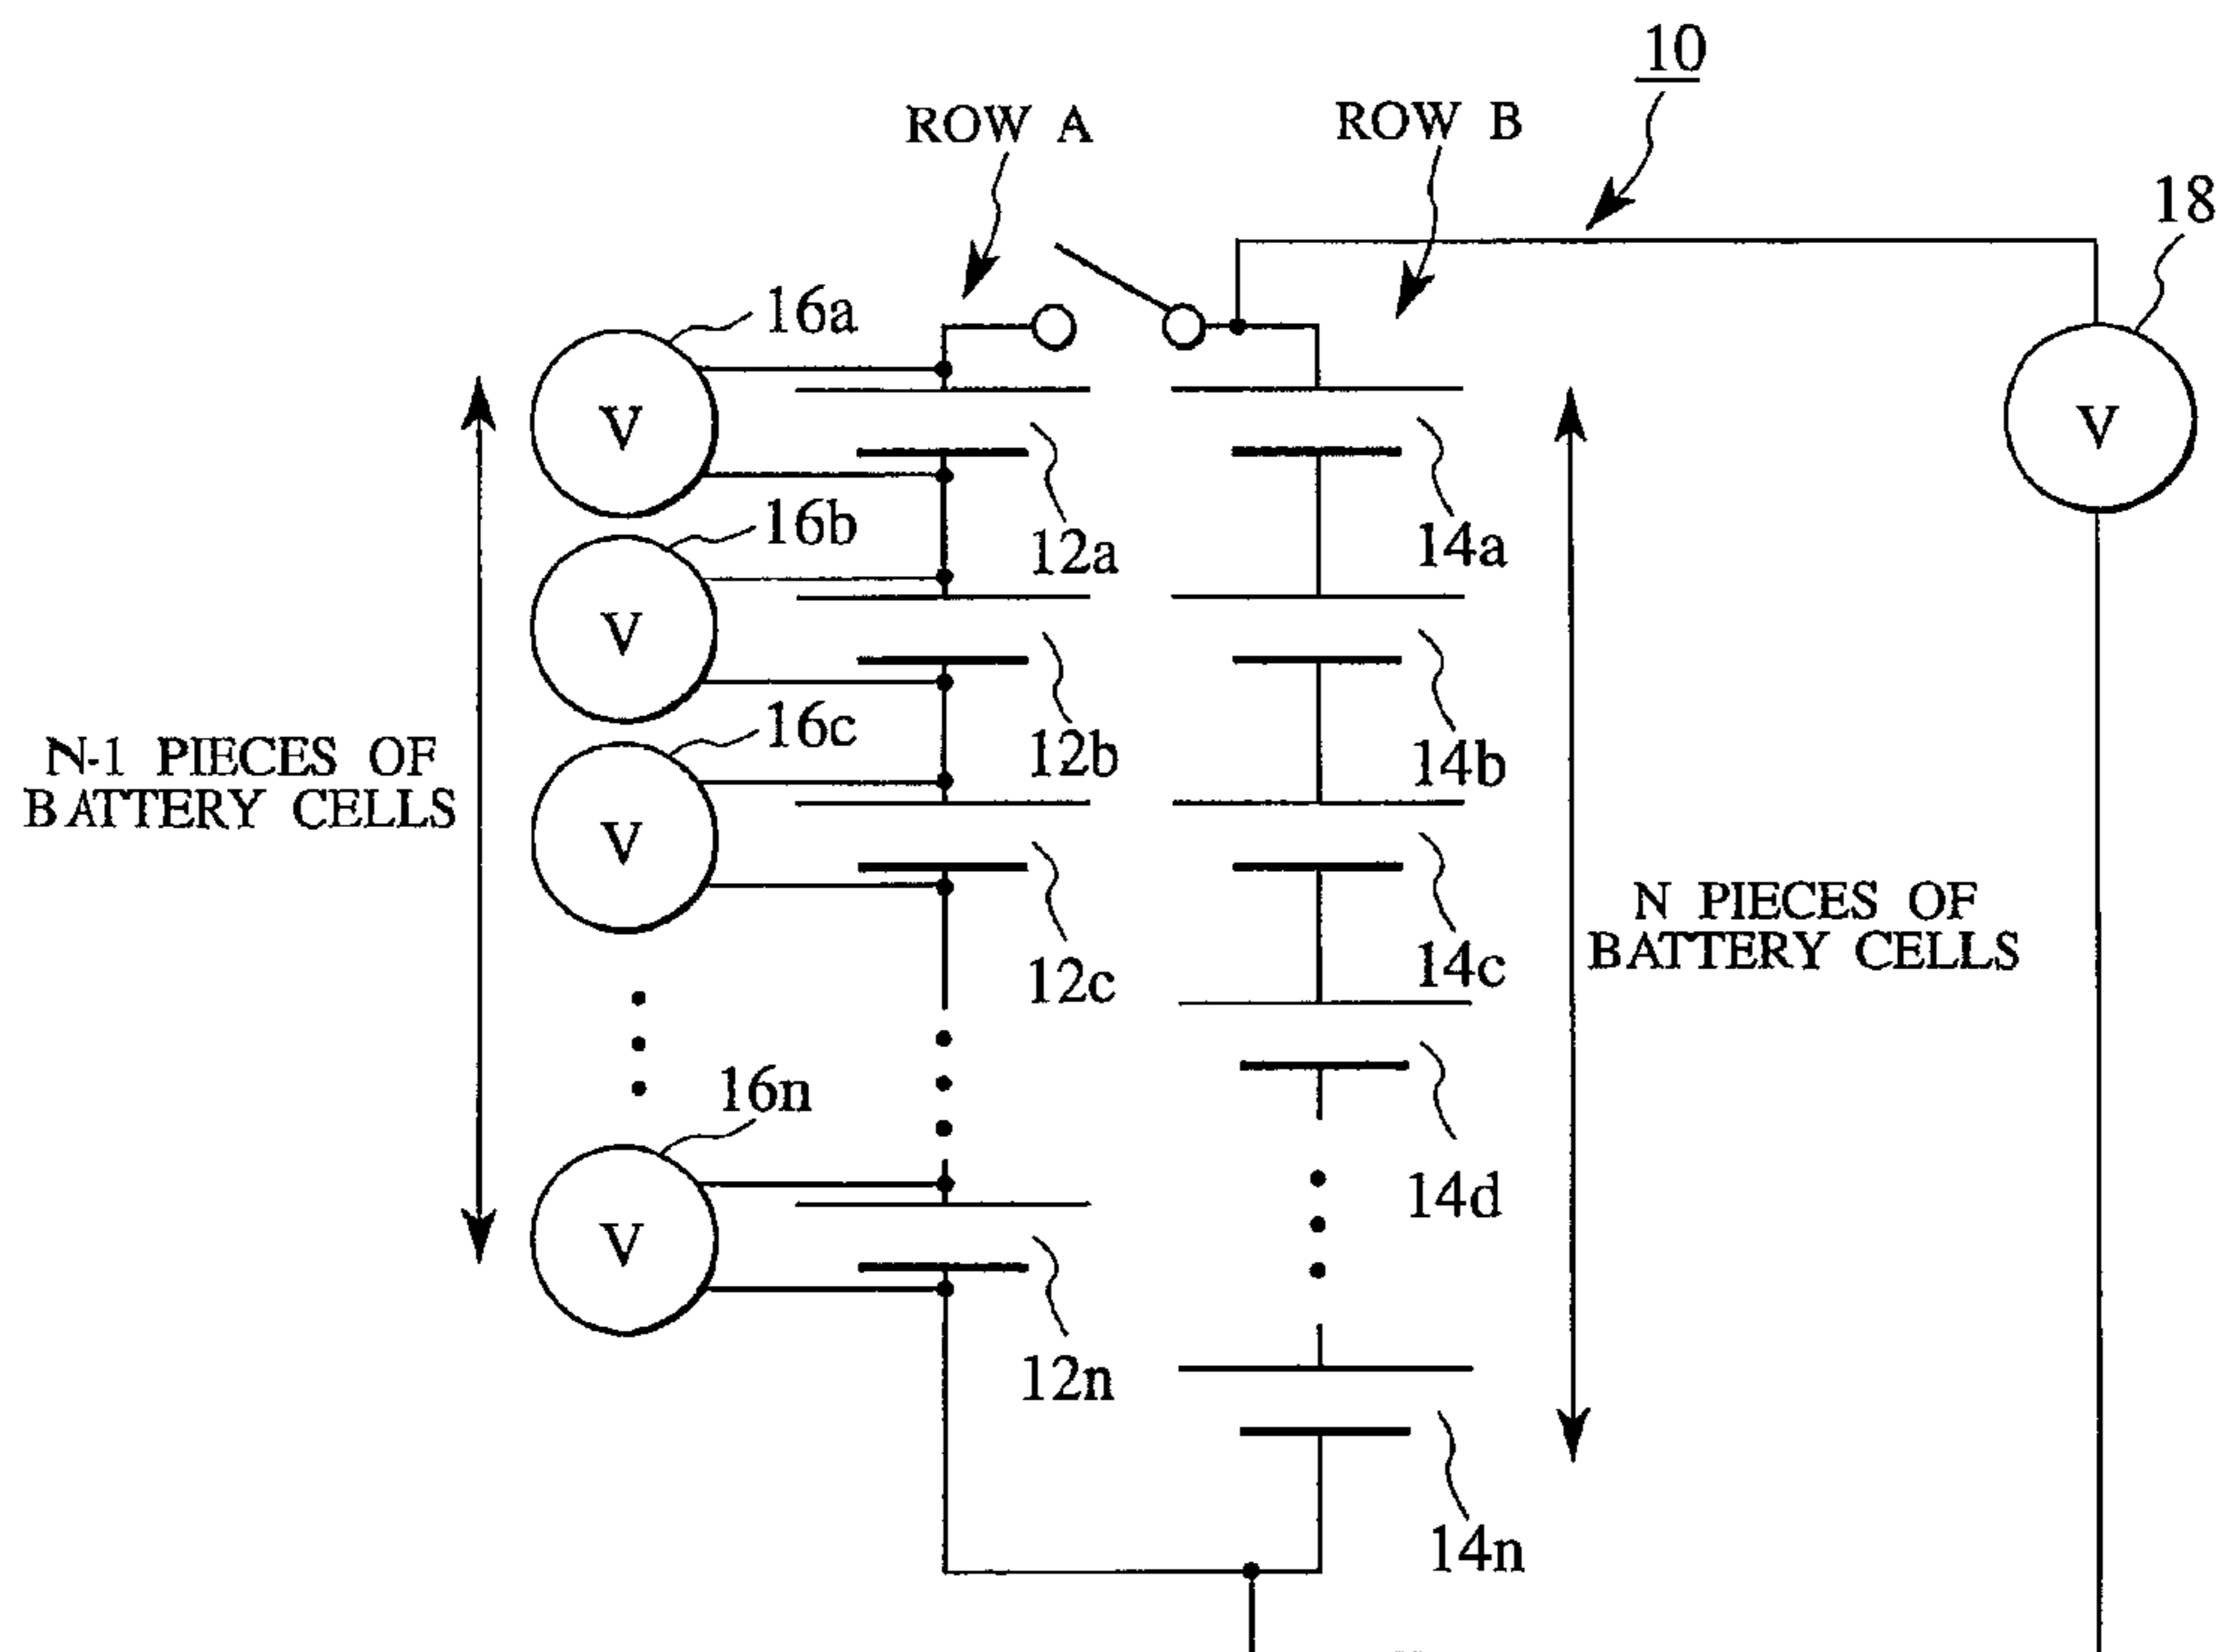 10
ROW A
ROW B
18
16a
V
V
12a
14a
16b
V
12b
14b
16c
V
12c
14c
N-1 PIECES OF
BATTERY CELLS
N PIECES OF
BATTERY CELLS
14d
16n
V
12n
14n